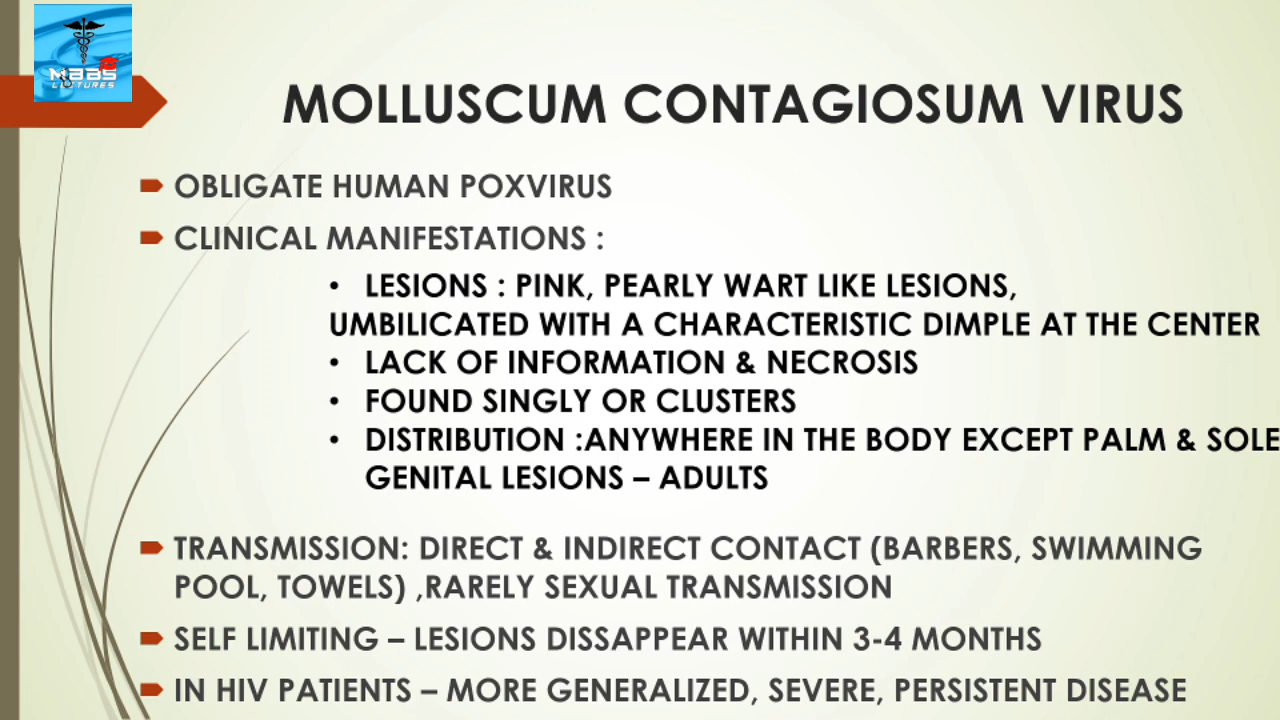 MBBS
LECTURES
MOLLUSCUM CONTAGIOSUM VIRUS
OBLIGATE HUMAN POXVIRUS
CLINICAL MANIFESTATIONS :
• LESIONS : PINK, PEARLY WART LIKE LESIONS,
UMBILICATED WITH A CHARACTERISTIC DIMPLE AT THE CENTER
• LACK OF INFORMATION & NECROSIS
• FOUND SINGLY OR CLUSTERS
• DISTRIBUTION :ANYWHERE IN THE BODY EXCEPT PALM & SOLE
GENITAL LESIONS – ADULTS
TRANSMISSION: DIRECT & INDIRECT CONTACT (BARBERS, SWIMMING
POOL, TOWELS) ,RARELY SEXUAL TRANSMISSION
SELF LIMITING – LESIONS DISSAPPEAR WITHIN 3-4 MONTHS
IN HIV PATIENTS – MORE GENERALIZED, SEVERE, PERSISTENT DISEASE